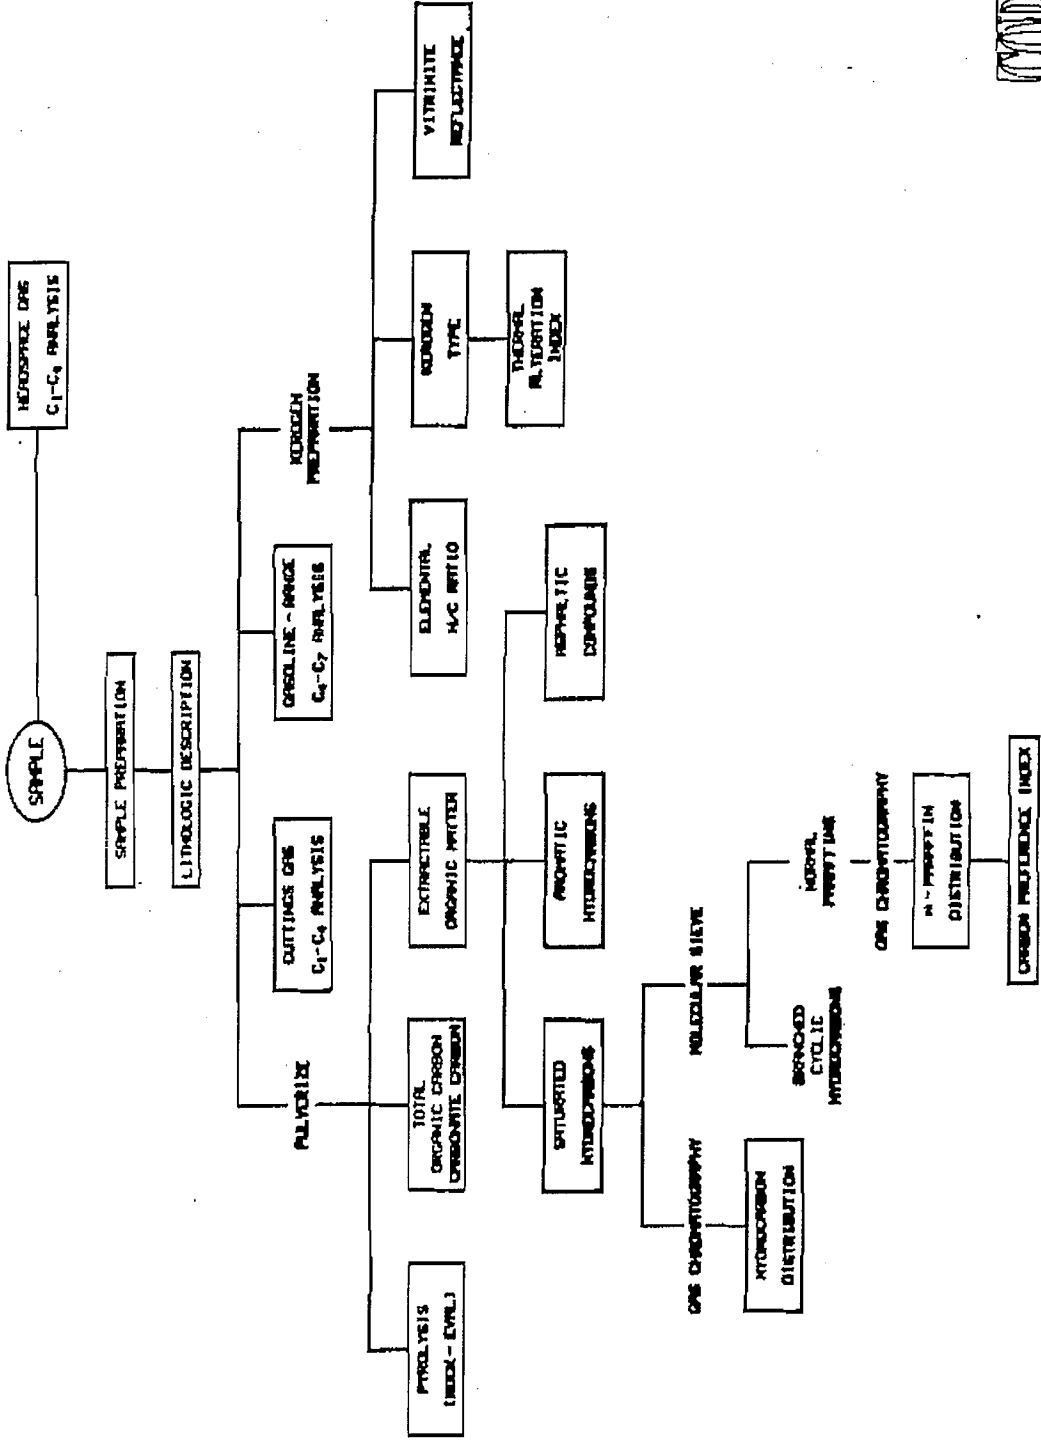 SAMPLE
HEADSPACE GAS
C₁-C₄ ANALYSIS
SAMPLE PREPARATION
LITHOLOGIC DESCRIPTION
PULVERIZE
CUTTINGS GAS
C₁-C₄ ANALYSIS
GASOLINE-RANGE
C₄-C₇ ANALYSIS
KEROGEN
PREPARATION
PYROLYSIS
(ROCK-EVAL)
TOTAL
ORGANIC CARBON
CARBONATE CARBON
EXTRACTABLE
ORGANIC MATTER
ELEMENTAL
H/C RATIO
KEROGEN
TYPE
VITRINITE
REFLECTANCE
THERMAL
ALTERATION
INDEX
SATURATED
HYDROCARBONS
AROMATIC
HYDROCARBONS
ASPHALTIC
COMPOUNDS
GAS CHROMATOGRAPHY
MOLECULAR SIEVE
HYDROCARBON
DISTRIBUTION
BRANCHED
CYCLIC
HYDROCARBONS
NORMAL
PARAFFINS
GAS CHROMATOGRAPHY
N-PARAFFIN
DISTRIBUTION
CARBON PREFERENCE INDEX